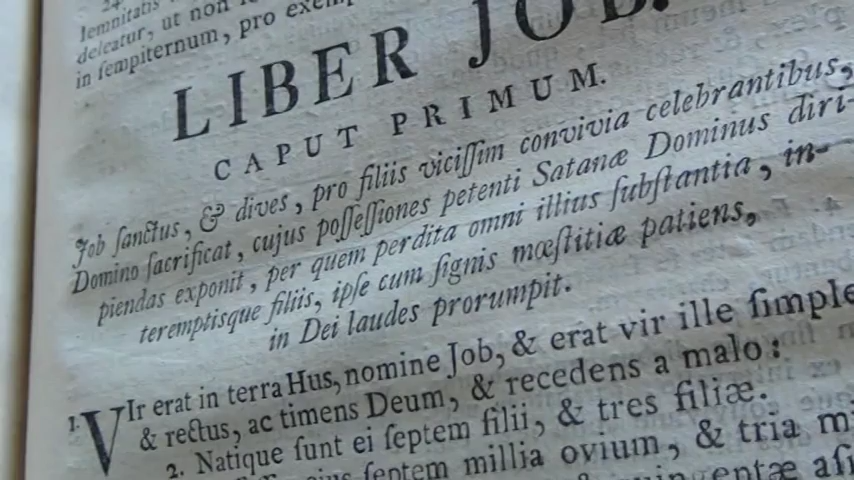 lemnitatis
deleatur, ut non
in sempiternum, pro exem
LIBER JOB.
CAPUT PRIMUM.
Job ſanctus, & dives, pro filiis viciſſim convivia celebrantibus,
Domino ſacrificat, cujus poſſeſſiones petenti Satanæ Dominus diri-
piendas exponit, per quem perdita omni illius ſubſtantia, in-
teremptisque filiis, ipſe cum ſignis mœſtitiæ patiens,
in Dei laudes prorumpit.
1. VIr erat in terra Hus, nomine Job, & erat vir ille ſimple
& rectus, ac timens Deum, & recedens a malo:
2. Natique ſunt ei ſeptem filii, & tres filiæ.
ſeptem millia ovium, & tria m